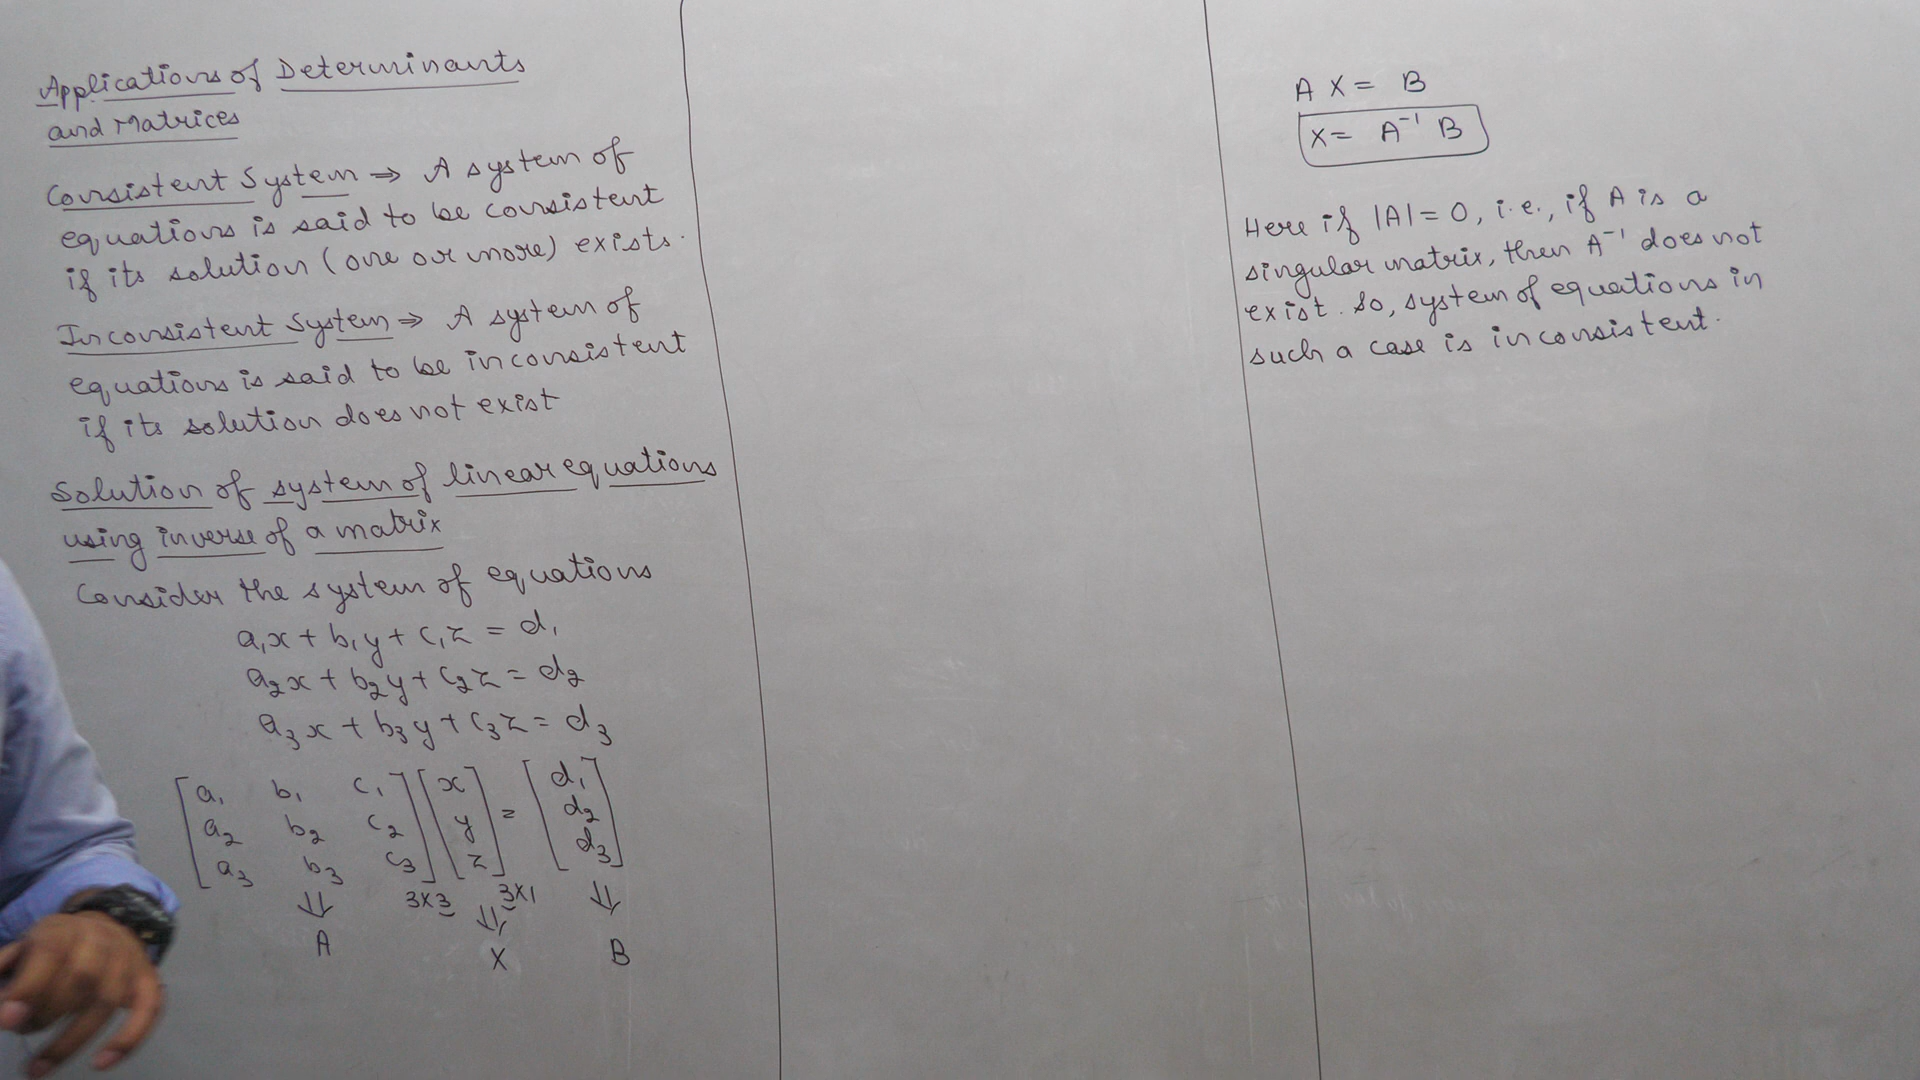 Applications of Determinants
and Matrices
Consistent System ⇒ A system of
equations is said to be consistent
if its solution (one or more) exists.
Inconsistent System ⇒ A system of
equations is said to be inconsistent
if its solution does not exist
Solution of system of linear equations
using inverse of a matrix
Consider the system of equations
a₁x + b₁y + c₁z = d₁
a₂x + b₂y + c₂z = d₂
a₃x + b₃y + c₃z = d₃
[a₁ b₁ c₁] [x] = [d₁]
[a₂ b₂ c₂] [y] [d₂]
[a₃ b₃ c₃] [z] [d₃]
⇓ 3×3 ⇓ 3×1 ⇓
A X B
A X = B
X = A⁻¹ B
Here if |A| = 0, i.e., if A is a
singular matrix, then A⁻¹ does not
exist. So, system of equations in
such a case is inconsistent.